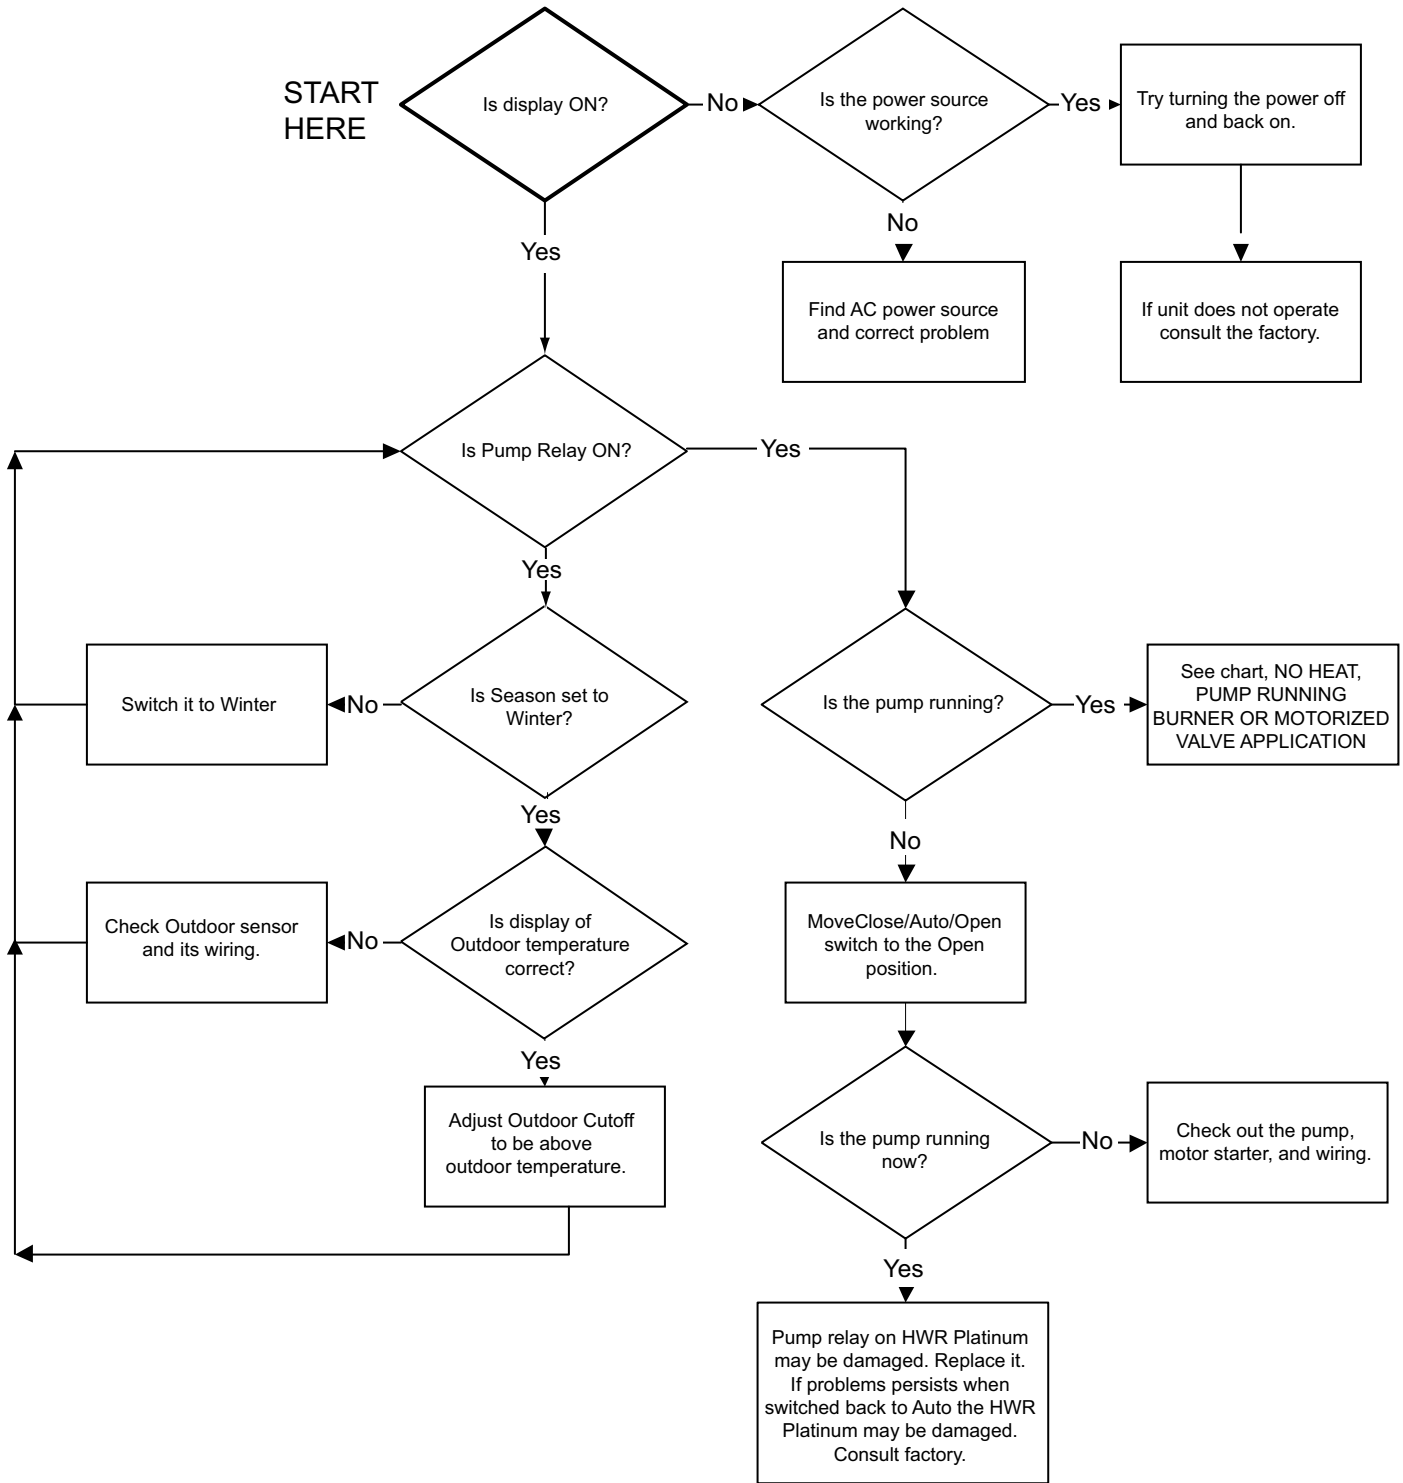 START
HERE
Is display ON?
No
Is the power source
working?
Yes
Try turning the power off
and back on.
Yes
No
Find AC power source
and correct problem
If unit does not operate
consult the factory.
Is Pump Relay ON?
Yes
Yes
Switch it to Winter
No
Is Season set to
Winter?
Is the pump running?
Yes
See chart, NO HEAT,
PUMP RUNNING
BURNER OR MOTORIZED
VALVE APPLICATION
Yes
No
Check Outdoor sensor
and its wiring.
No
Is display of
Outdoor temperature
correct?
MoveClose/Auto/Open
switch to the Open
position.
Yes
Adjust Outdoor Cutoff
to be above
outdoor temperature.
Is the pump running
now?
No
Check out the pump,
motor starter, and wiring.
Yes
Pump relay on HWR Platinum
may be damaged. Replace it.
If problems persists when
switched back to Auto the HWR
Platinum may be damaged.
Consult factory.